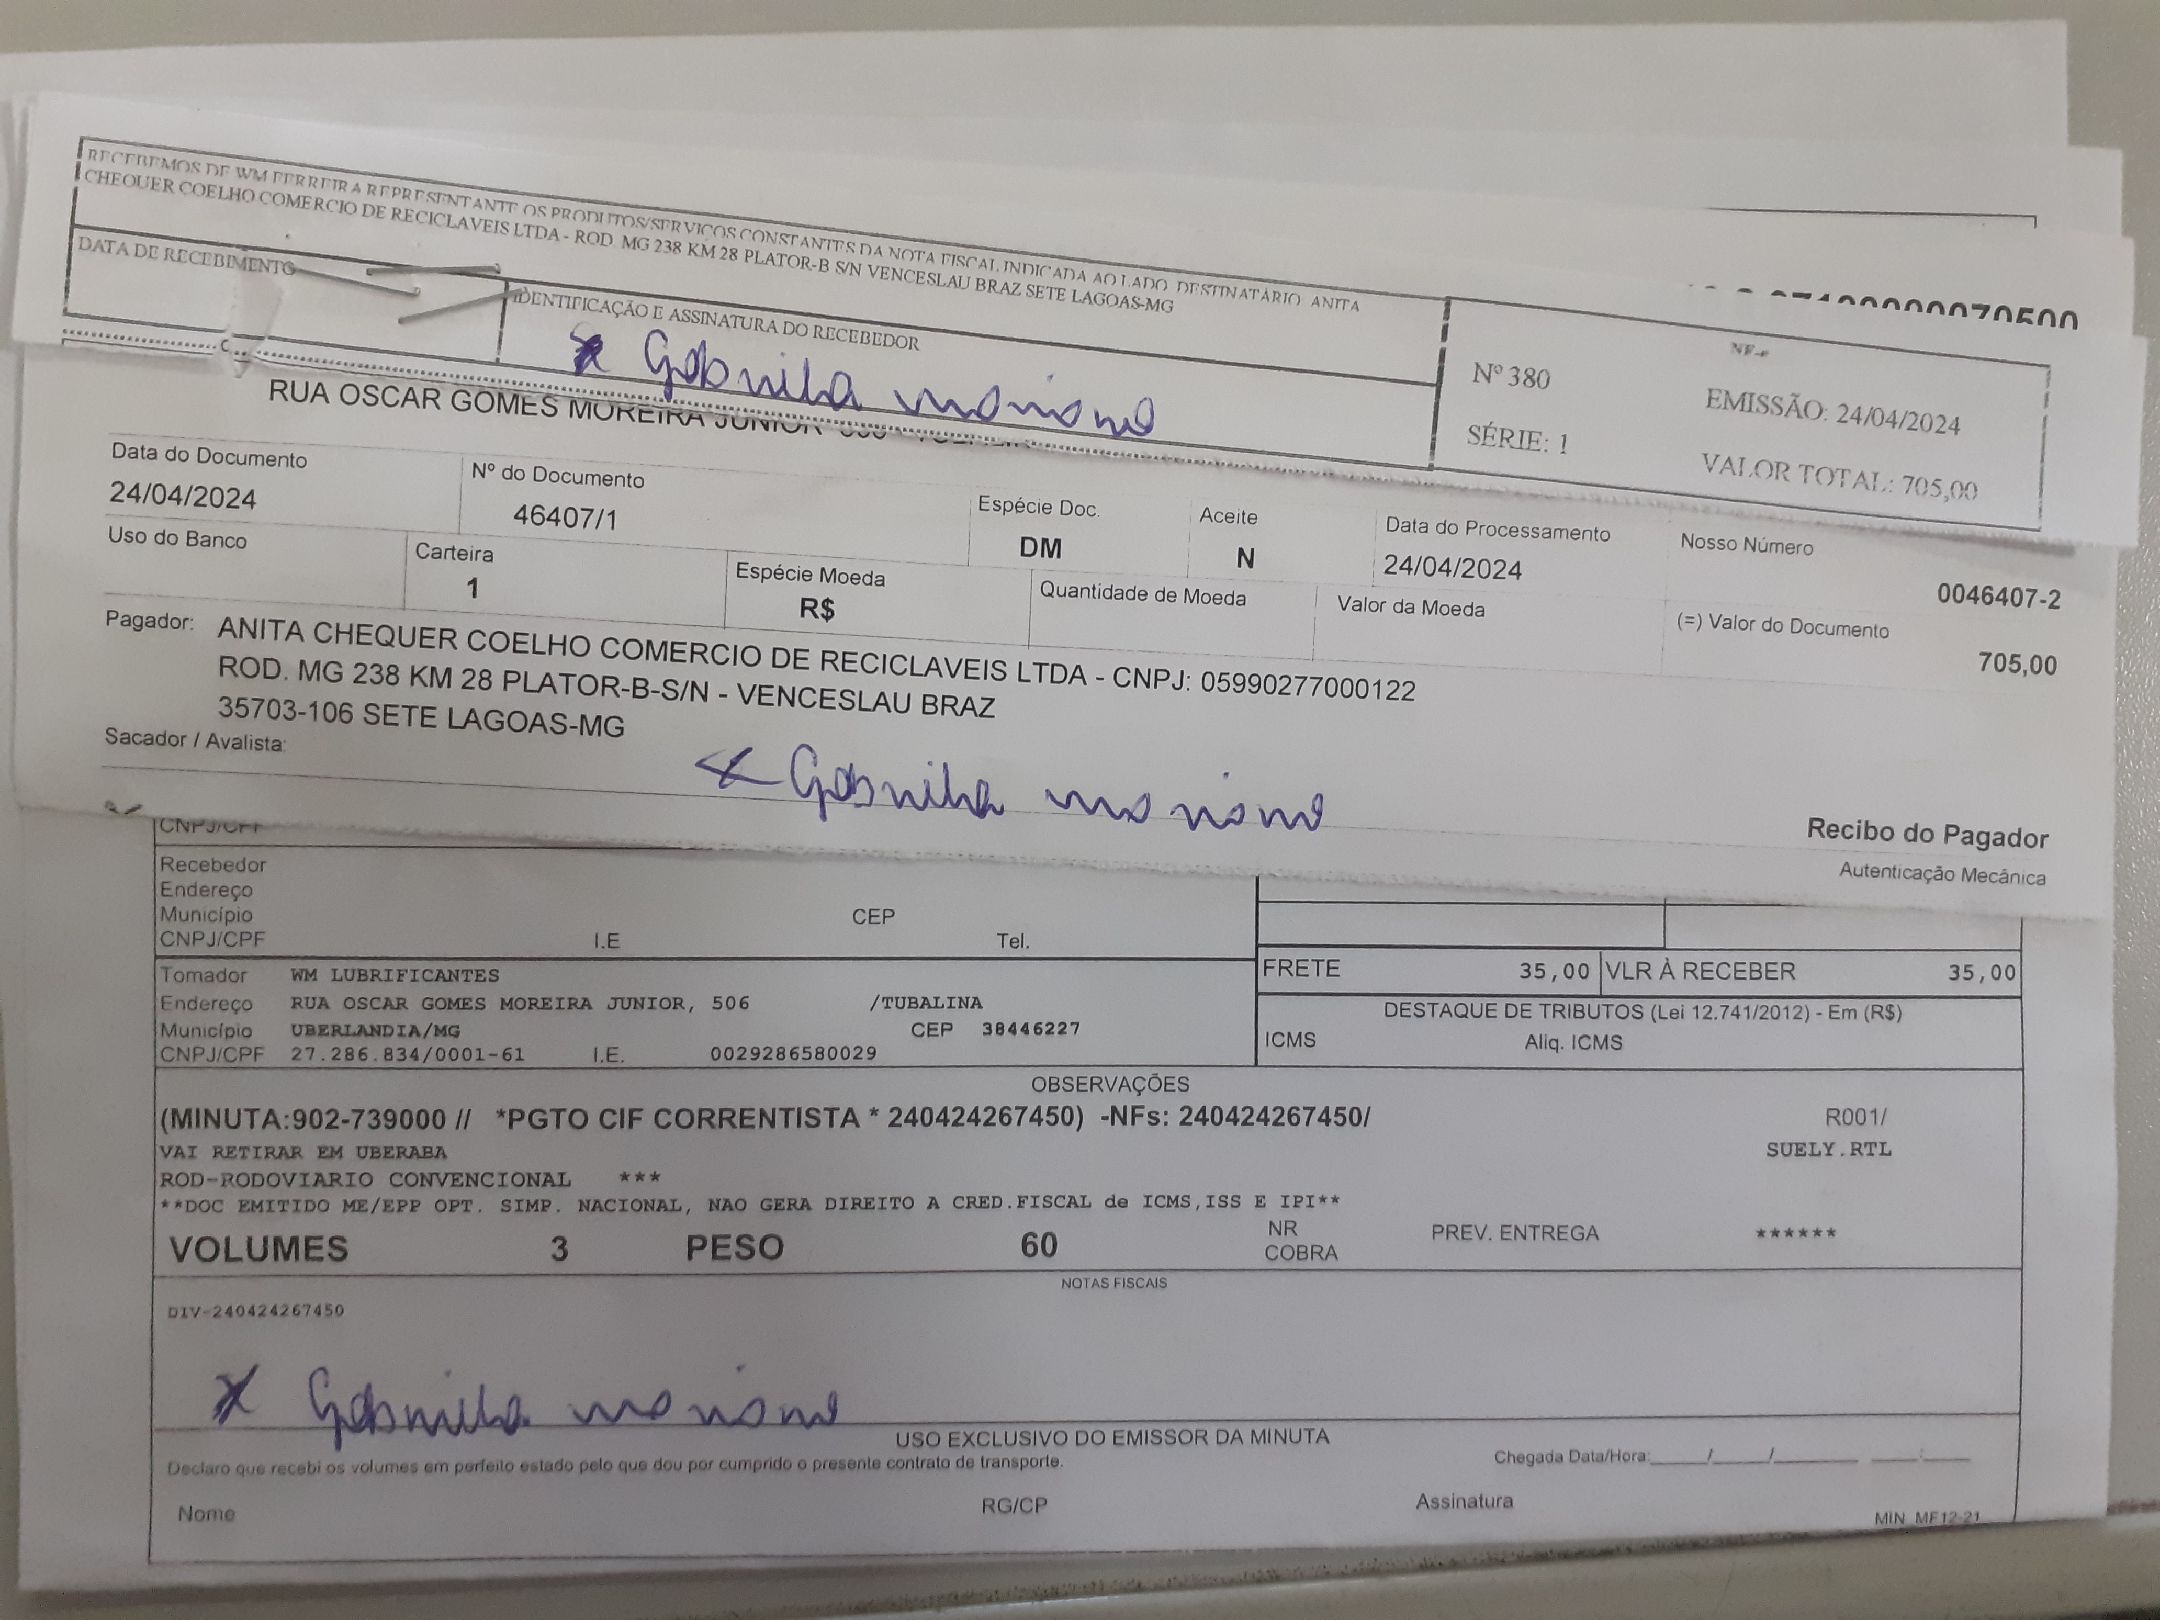 RECEBEMOS DE WM FERREIRA REPRESENTANTE OS PRODUTOS/SERVIÇOS CONSTANTES DA NOTA FISCAL INDICADA AO LADO. DESTINATÁRIO: ANITA
CHEQUER COELHO COMERCIO DE RECICLAVEIS LTDA - ROD. MG 238 KM 28 PLATOR-B S/N VENCESLAU BRAZ SETE LAGOAS-MG
DATA DE RECEBIMENTO
IDENTIFICAÇÃO E ASSINATURA DO RECEBEDOR
NF-e
Nº 380
EMISSÃO: 24/04/2024
SÉRIE: 1
VALOR TOTAL: 705,00
RUA OSCAR GOMES MOREIRA JUNIOR
Data do Documento
24/04/2024
Nº do Documento
46407/1
Espécie Doc.
DM
Aceite
N
Data do Processamento
24/04/2024
Nosso Número
0046407-2
Uso do Banco
Carteira
1
Espécie Moeda
R$
Quantidade de Moeda
Valor da Moeda
(=) Valor do Documento
705,00
Pagador: ANITA CHEQUER COELHO COMERCIO DE RECICLAVEIS LTDA - CNPJ: 05990277000122
ROD. MG 238 KM 28 PLATOR-B-S/N - VENCESLAU BRAZ
35703-106 SETE LAGOAS-MG
Sacador / Avalista:
Recibo do Pagador
Autenticação Mecânica
CNPJ/CPF
Recebedor
Endereço
Município CEP
CNPJ/CPF I.E Tel.
Tomador WM LUBRIFICANTES
Endereço RUA OSCAR GOMES MOREIRA JUNIOR, 506 /TUBALINA
Município UBERLANDIA/MG CEP 38446227
CNPJ/CPF 27.286.834/0001-61 I.E. 0029286580029
FRETE 35,00 VLR À RECEBER 35,00
DESTAQUE DE TRIBUTOS (Lei 12.741/2012) - Em (R$)
ICMS Aliq. ICMS
OBSERVAÇÕES
(MINUTA:902-739000 // *PGTO CIF CORRENTISTA * 240424267450) -NFs: 240424267450/ R001/
VAI RETIRAR EM UBERABA SUELY.RTL
ROD-RODOVIARIO CONVENCIONAL ***
**DOC EMITIDO ME/EPP OPT. SIMP. NACIONAL, NAO GERA DIREITO A CRED.FISCAL de ICMS,ISS E IPI**
VOLUMES 3 PESO 60 NR COBRA PREV. ENTREGA ******
NOTAS FISCAIS
DIV-240424267450
USO EXCLUSIVO DO EMISSOR DA MINUTA
Declaro que recebi os volumes em perfeito estado pelo que dou por cumprido o presente contrato de transporte.
Chegada Data/Hora:____/____/______ ____:____
Nome RG/CP Assinatura
MIN_MF12-21